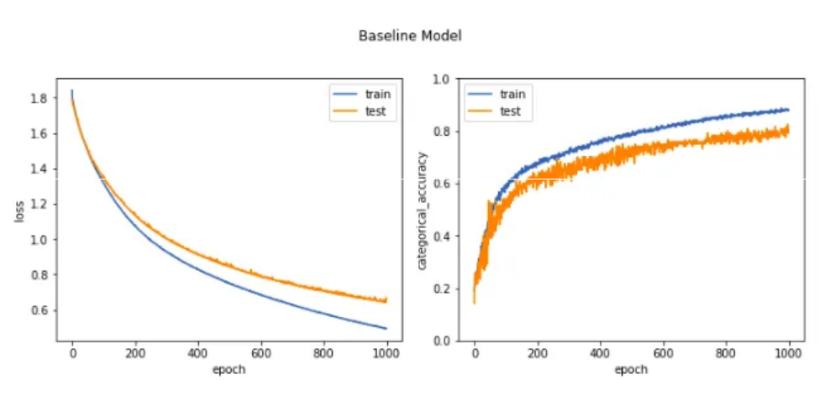 Baseline Model
train
test
1.8
1.6
1.4
1.2
1.0
0.8
0.6
loss
0 200 400 600 800 1000
epoch
train
test
1.0
0.8
0.6
0.4
0.2
0.0
categorical_accuracy
0 200 400 600 800 1000
epoch